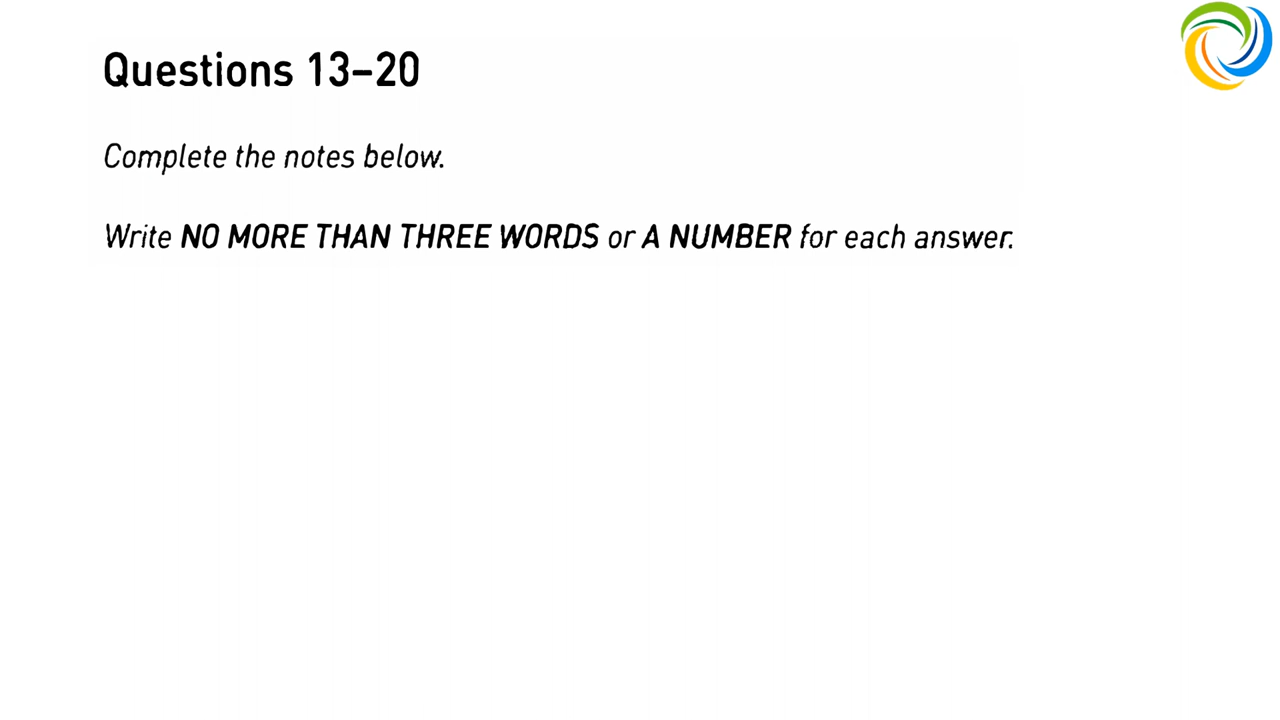 Questions 13–20
Complete the notes below.
Write NO MORE THAN THREE WORDS or A NUMBER for each answer.